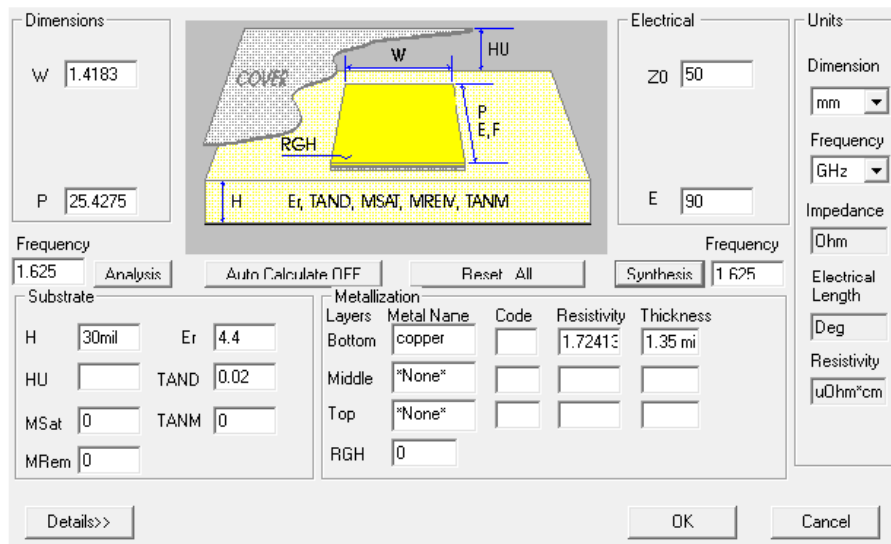 Dimensions
W 1.4183
P 25.4275
COVER
W
HU
P
E, F
RGH
H Er, TAND, MSAT, MREM, TANM
Electrical
Z0 50
E 90
Units
Dimension
mm
Frequency
GHz
Impedance
Ohm
Electrical
Length
Deg
Resistivity
uOhm*cm
Frequency
1.625 Analysis
Auto Calculate OFF
Reset All
Frequency
Synthesis 1.625
Substrate
H 30mil Er 4.4
HU TAND 0.02
MSat 0 TANM 0
MRem 0
Metallization
Layers Metal Name Code Resistivity Thickness
Bottom copper 1.72413 1.35 mi
Middle *None*
Top *None*
RGH 0
Details>>
OK
Cancel